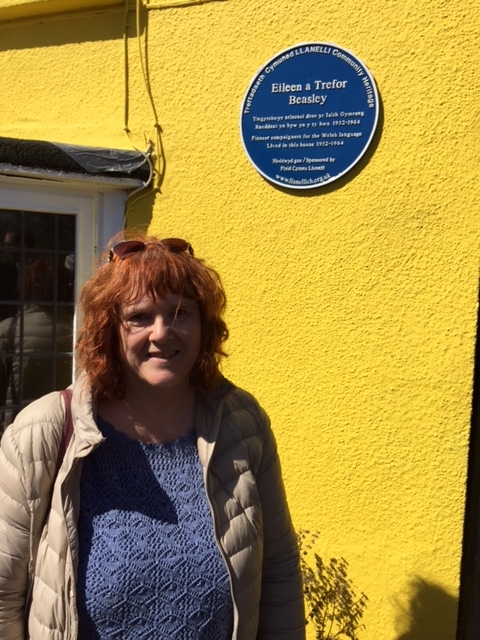 Treftadaeth Cymuned LLANELLI Community Heritage
Eileen a Trefor
Beasley
Ymgyrchwyr arloesol dros yr Iaith Gymraeg
Roeddent yn byw yn y ty hwn 1952-1964
Pioneer campaigners for the Welsh language
Lived in this house 1952-1964
Noddwyd gan / Sponsored by
Plaid Cymru Llanelli
www.llanellich.org.uk